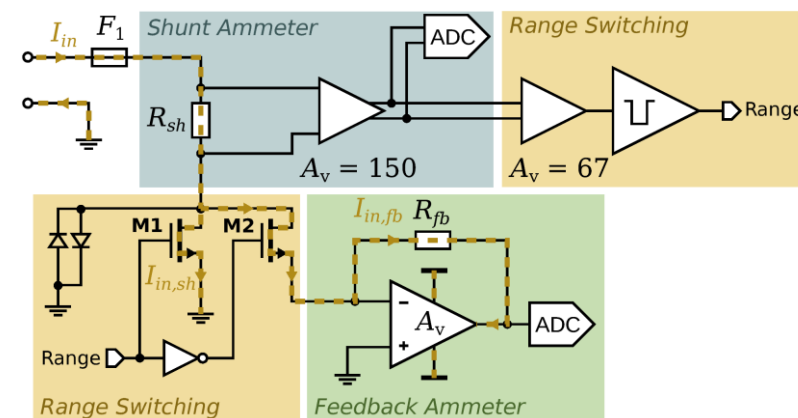 I_in
F_1
Shunt Ammeter
ADC
Range Switching
R_sh
A_v = 150
A_v = 67
Range
M1
M2
I_in,fb
R_fb
I_in,sh
−
A_v
+
ADC
Range
Range Switching
Feedback Ammeter